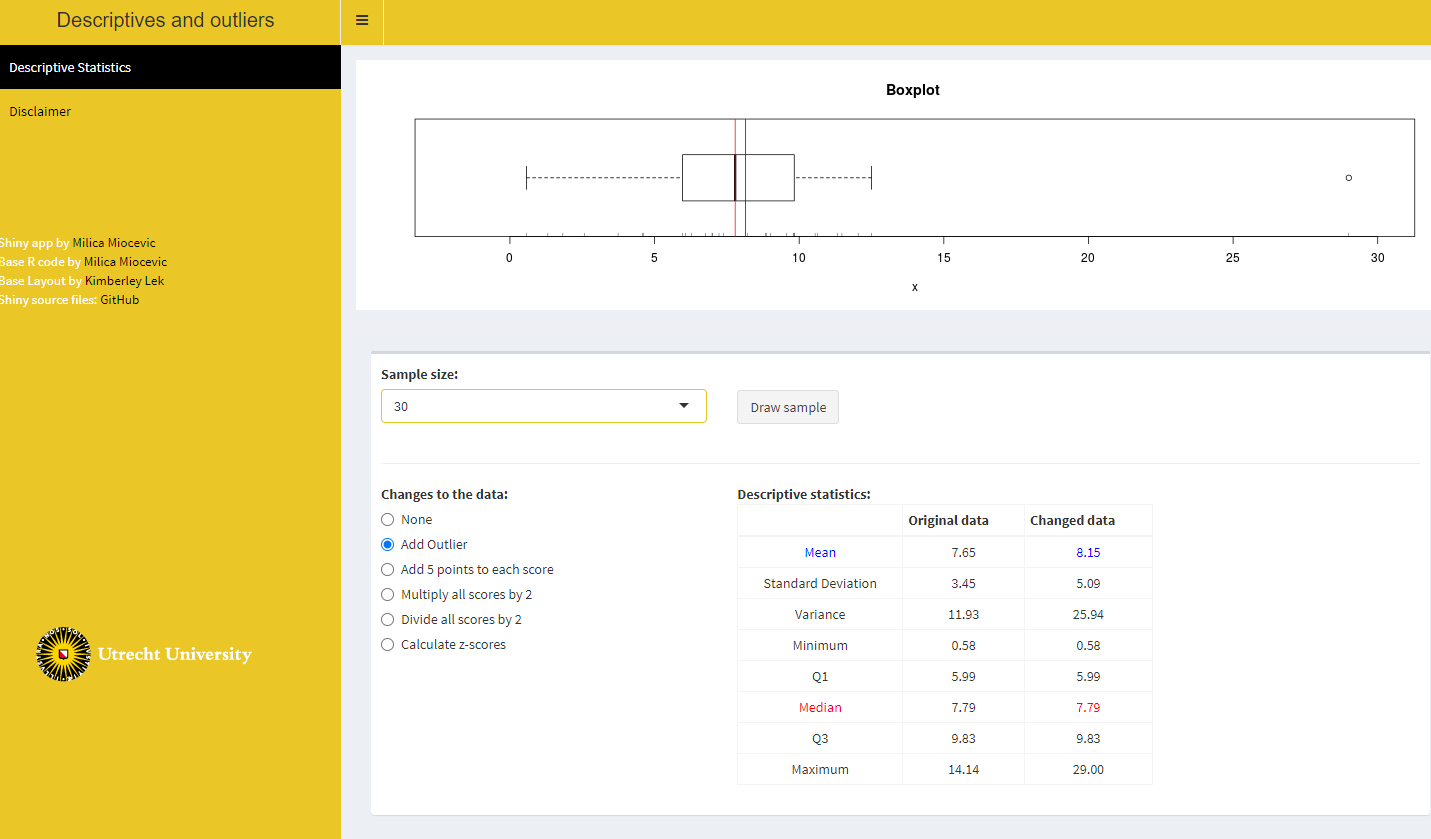 Descriptives and outliers
Descriptive Statistics
Disclaimer
Shiny app by Milica Miocevic
Base R code by Milica Miocevic
Base Layout by Kimberley Lek
Shiny source files: GitHub
Utrecht University
Boxplot
0 5 10 15 20 25 30
x
Sample size:
30
Draw sample
Changes to the data:
None
Add Outlier
Add 5 points to each score
Multiply all scores by 2
Divide all scores by 2
Calculate z-scores
Descriptive statistics:
Original data Changed data
Mean 7.65 8.15
Standard Deviation 3.45 5.09
Variance 11.93 25.94
Minimum 0.58 0.58
Q1 5.99 5.99
Median 7.79 7.79
Q3 9.83 9.83
Maximum 14.14 29.00